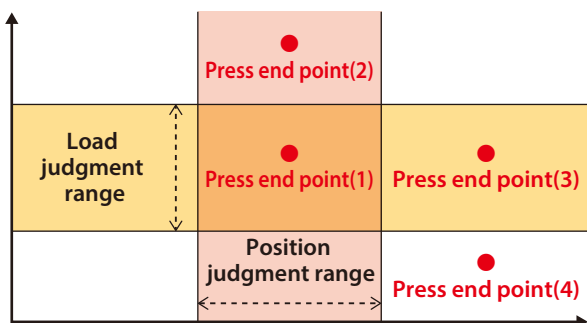 Press end point(2)
Load
judgment
range
Press end point(1)
Press end point(3)
Position
judgment range
Press end point(4)